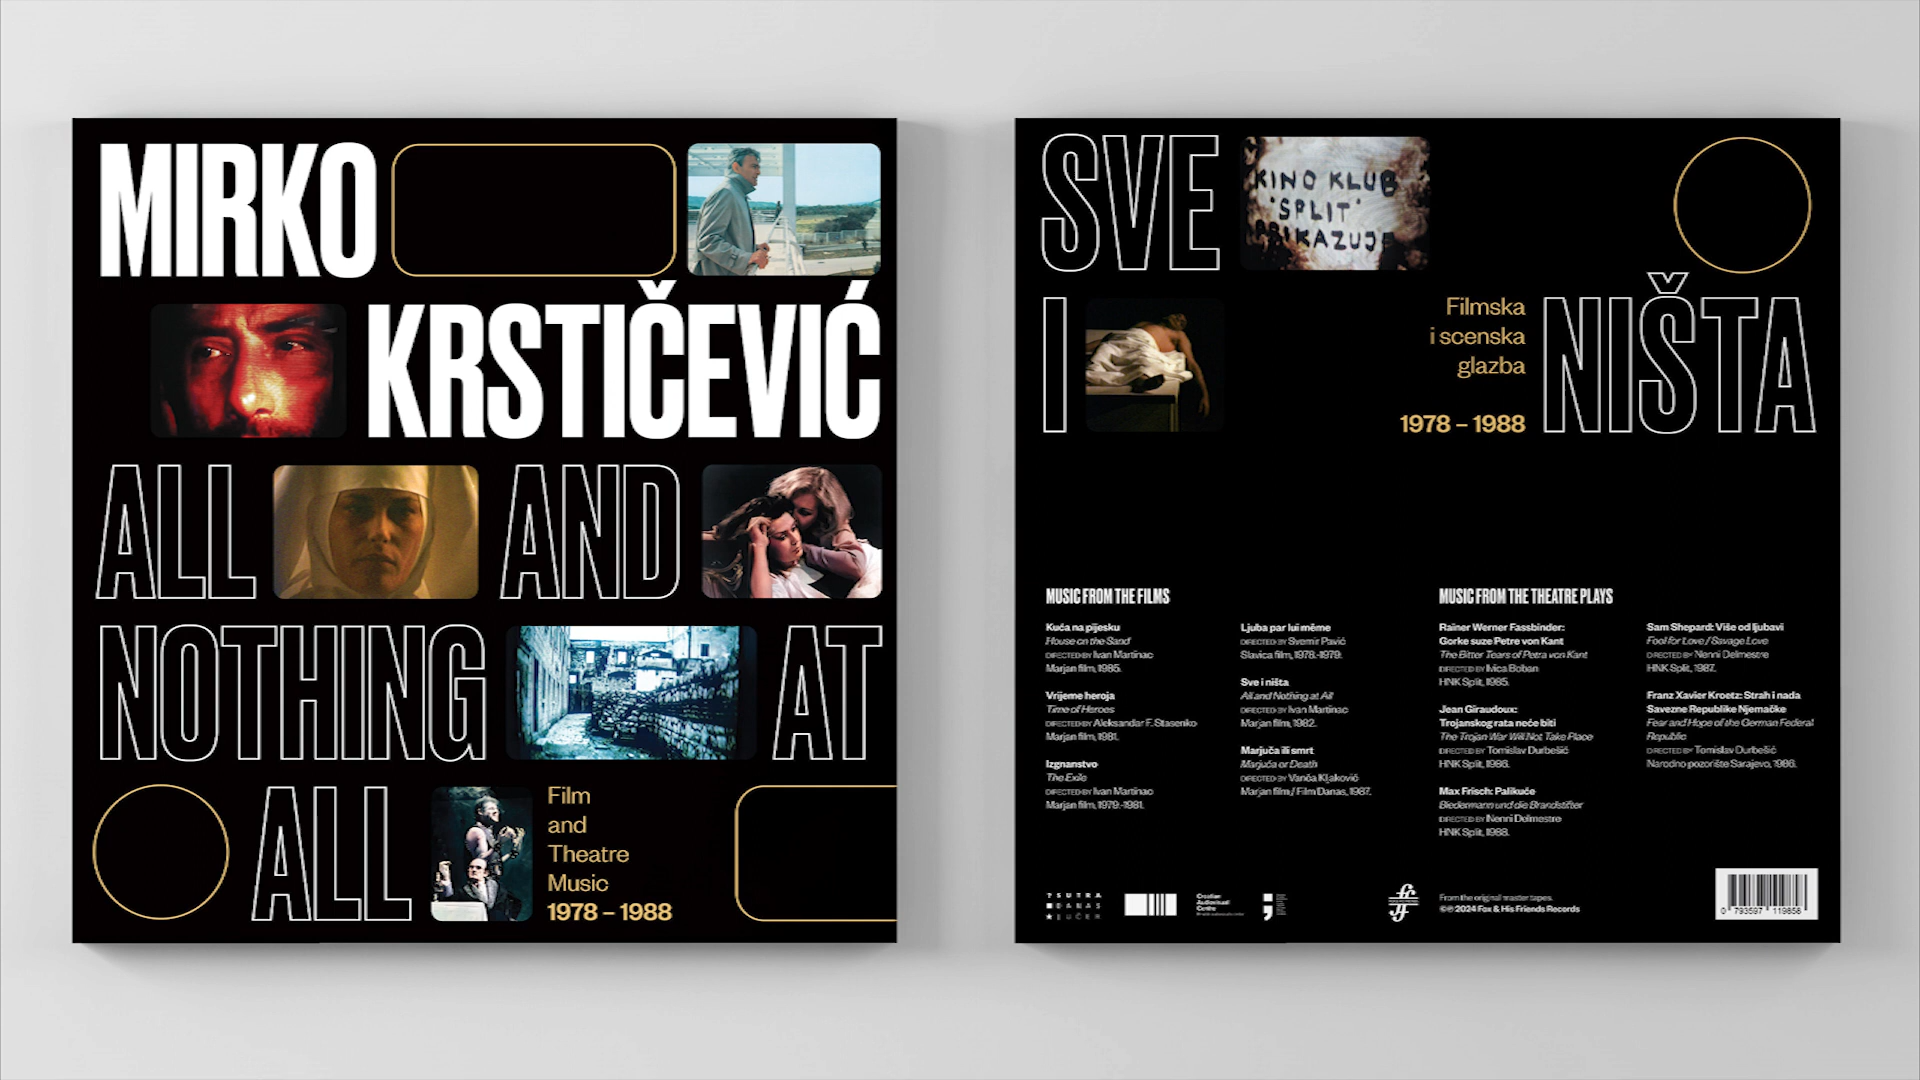 MIRKO
KRSTIČEVIĆ
ALL AND
NOTHING AT
ALL
Film
and
Theatre
Music
1978 – 1988
SVE
KINO KLUB
"SPLIT"
PRIKAZUJE
I NIŠTA
Filmska
i scenska
glazba
1978 – 1988
MUSIC FROM THE FILMS
Kuća na pijesku
House on the Sand
DIRECTED BY Ivan Martinac
Marjan film, 1985.
Vrijeme heroja
Time of Heroes
DIRECTED BY Aleksandar F. Stasenko
Marjan film, 1981.
Izgnanstvo
The Exile
DIRECTED BY Ivan Martinac
Marjan film, 1979.-1981.
Ljuba par lui même
DIRECTED BY Svemir Pavić
Slavica film, 1978.-1979.
Sve i ništa
All and Nothing at All
DIRECTED BY Ivan Martinac
Marjan film, 1982.
Marjuča ili smrt
Marjuča or Death
DIRECTED BY Vanča Kljaković
Marjan film / Film Danas, 1987.
MUSIC FROM THE THEATRE PLAYS
Rainer Werner Fassbinder:
Gorke suze Petre von Kant
The Bitter Tears of Petra von Kant
DIRECTED BY Ivica Boban
HNK Split, 1985.
Jean Giraudoux:
Trojanskog rata neće biti
The Trojan War Will Not Take Place
DIRECTED BY Tomislav Durbešić
HNK Split, 1986.
Max Frisch: Palikuće
Biedermann und die Brandstifter
DIRECTED BY Nenni Delmestre
HNK Split, 1988.
Sam Shepard: Više od ljubavi
Fool for Love / Savage Love
DIRECTED BY Nenni Delmestre
HNK Split, 1987.
Franz Xavier Kroetz: Strah i nada
Savezne Republike Njemačke
Fear and Hope of the German Federal
Republic
DIRECTED BY Tomislav Durbešić
Narodno pozorište Sarajevo, 1986.
?SUTRA
DANAS
JUČER
Croatian
Audiovisual
Centre
From the original master tapes.
©℗ 2024 Fox & His Friends Records
0 793597 119858